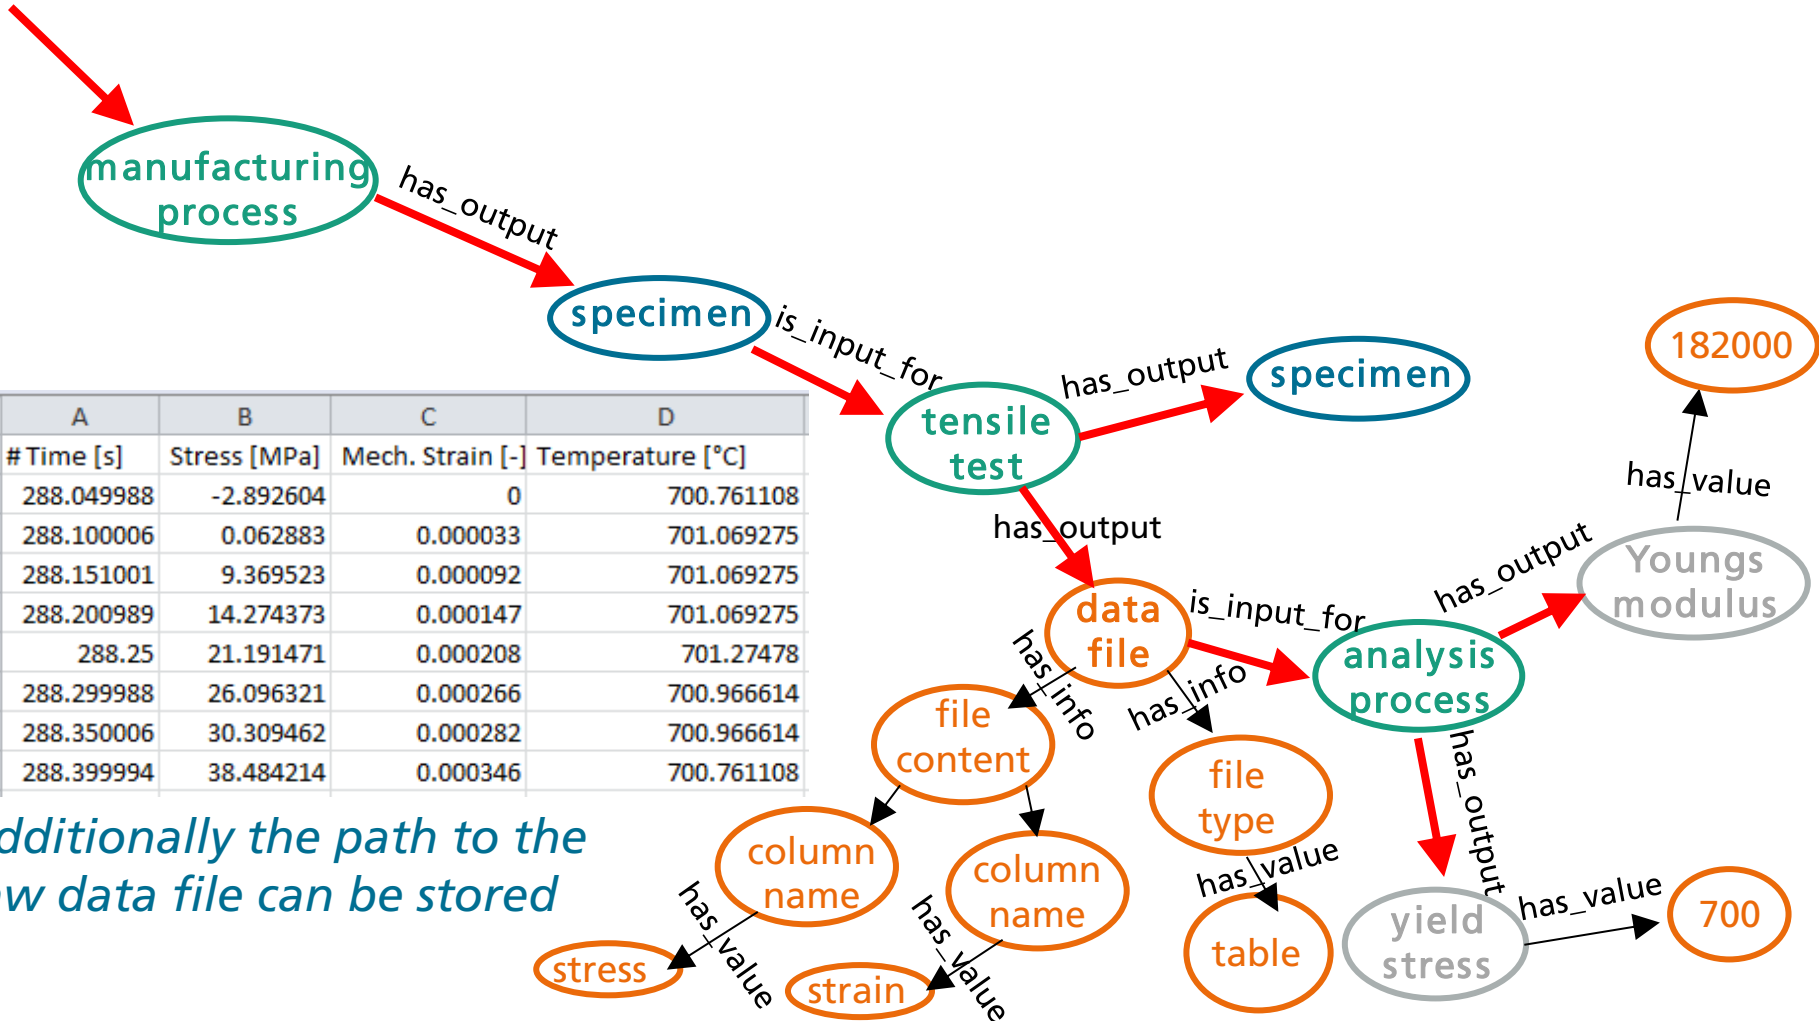 manufacturing
process
has_output
specimen
is_input_for
tensile
test
has_output
specimen
182000
has_value
Youngs
modulus
has_output
has_output
data
file
is_input_for
analysis
process
has_info
has_info
file
content
file
type
has_value
table
column
name
column
name
has_value
stress
has_value
strain
has_output
yield
stress
has_value
700
A B C D
# Time [s] Stress [MPa] Mech. Strain [-] Temperature [°C]
288.049988 -2.892604 0 700.761108
288.100006 0.062883 0.000033 701.069275
288.151001 9.369523 0.000092 701.069275
288.200989 14.274373 0.000147 701.069275
288.25 21.191471 0.000208 701.27478
288.299988 26.096321 0.000266 700.966614
288.350006 30.309462 0.000282 700.966614
288.399994 38.484214 0.000346 700.761108
dditionally the path to the
w data file can be stored